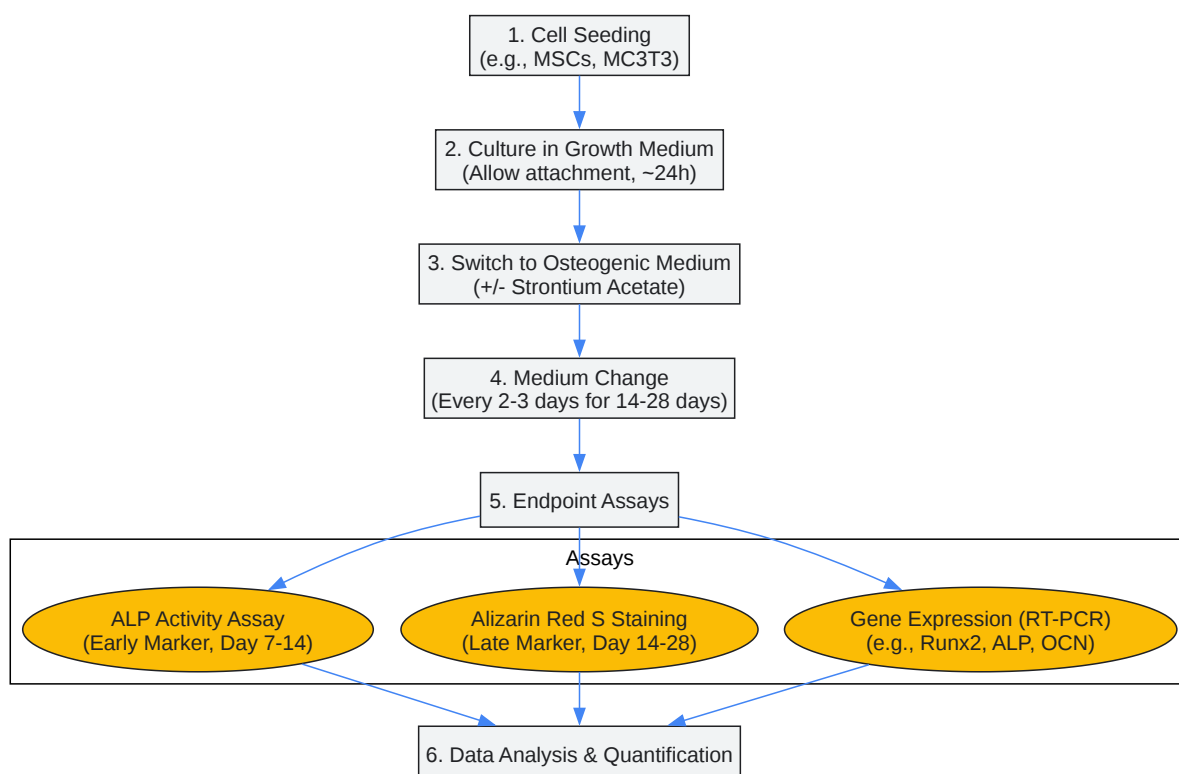 1. Cell Seeding
(e.g., MSCs, MC3T3)
2. Culture in Growth Medium
(Allow attachment, ~24h)
3. Switch to Osteogenic Medium
(+/- Strontium Acetate)
4. Medium Change
(Every 2-3 days for 14-28 days)
5. Endpoint Assays
Assays
ALP Activity Assay
(Early Marker, Day 7-14)
Alizarin Red S Staining
(Late Marker, Day 14-28)
Gene Expression (RT-PCR)
(e.g., Runx2, ALP, OCN)
6. Data Analysis & Quantification